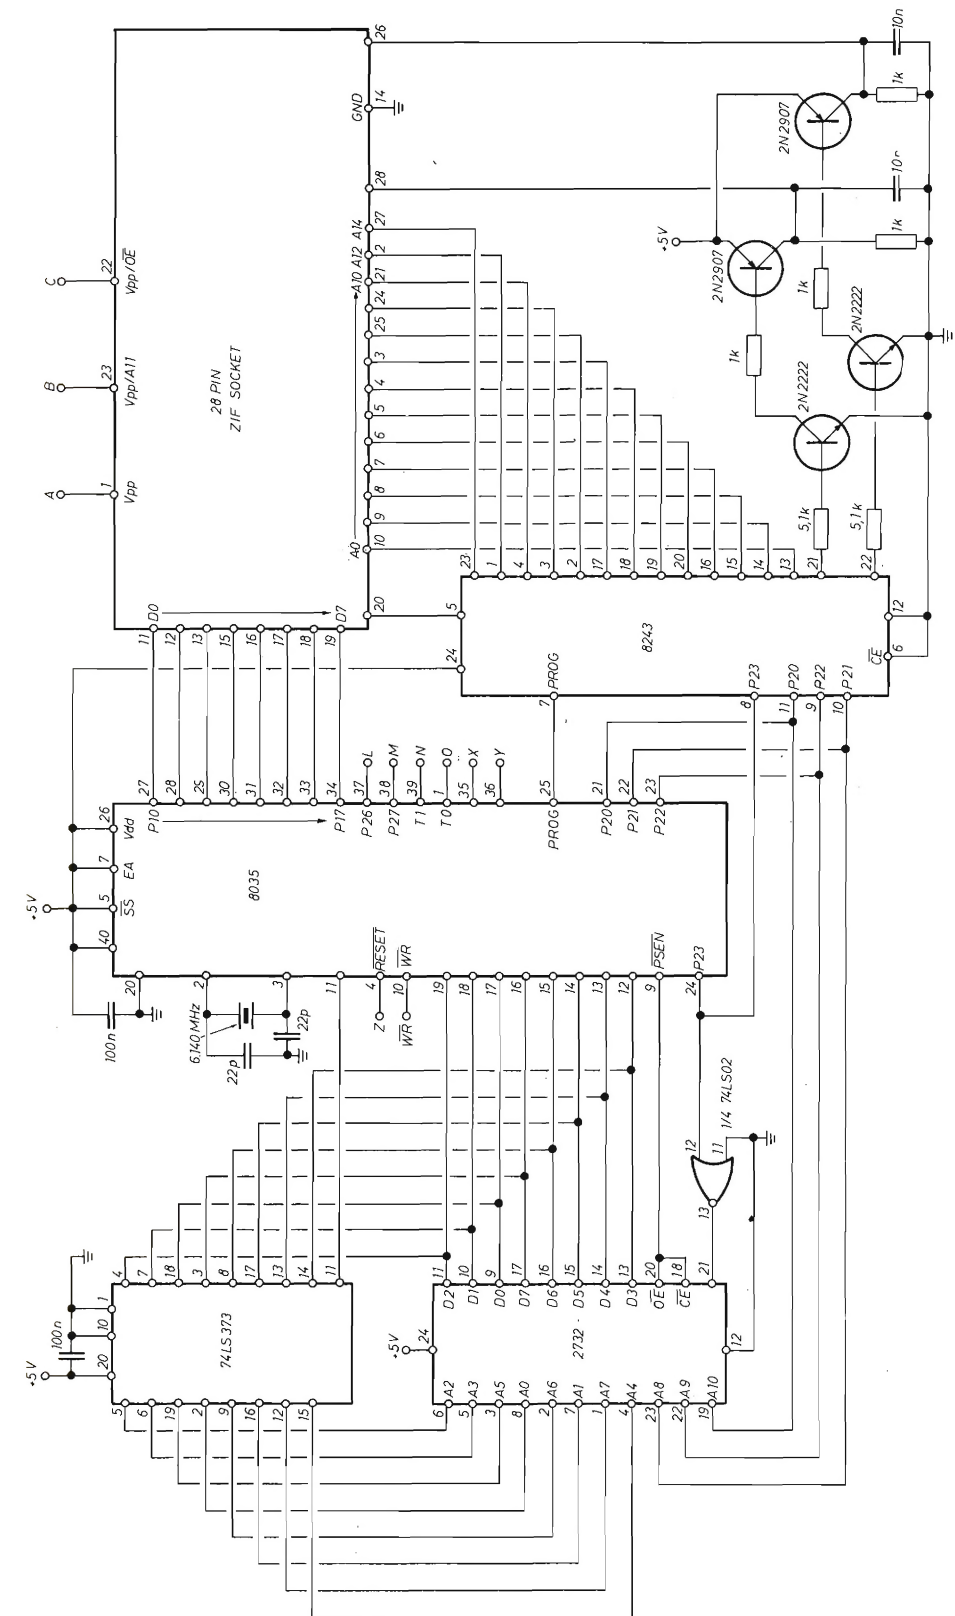 C
B
A
22
23
1
Vpp/OE
Vpp/A11
Vpp
28 PIN
ZIF SOCKET
26
14
GND
28
27 A14
2 A12
21 A10
24
25
3
4
5
6
7
8
9
10 A0
20
11 D0
12
13
15
16
17
18
19 D7
10n
1k
2N2907
1k
+5V
2N2907
1k
1k
2N2222
2N2222
5,1k
5,1k
23
1
4
3
2
17
18
19
20
16
15
14
13
21
22
5
24
8243
12
6 CE
7 PROG
8 P23
11 P20
9 P22
10 P21
+5V
26 Vdd
7 EA
5 SS
40
27 P10
28
30
31
32
33
34 P17
37 P26 L
38 P27 M
39 T1 N
1 T0 O
35 X
36 Y
25 PROG
21 P20
22 P21
23 P22
8035
20
2
3
11
4 RESET
10 WR
19
18
17
16
15
14
13
12
9 PSEN
24 P23
100n
6.140 MHz
22p
22p
Z
WR
1/4 74LS02
12
11
13
+5V
100n
20
10
1
4
7
18
3
8
17
13
14
11
74LS373
5
6
19
2
9
16
12
15
+5V
24
11 D2
10 D1
9 D0
17 D7
16 D6
15 D5
14 D4
13 D3
20 OE
18 CE
21
2732
12
6 A2
5 A3
3 A5
8 A0
2 A6
7 A1
1 A7
4 A4
23 A8
22 A9
19 A10